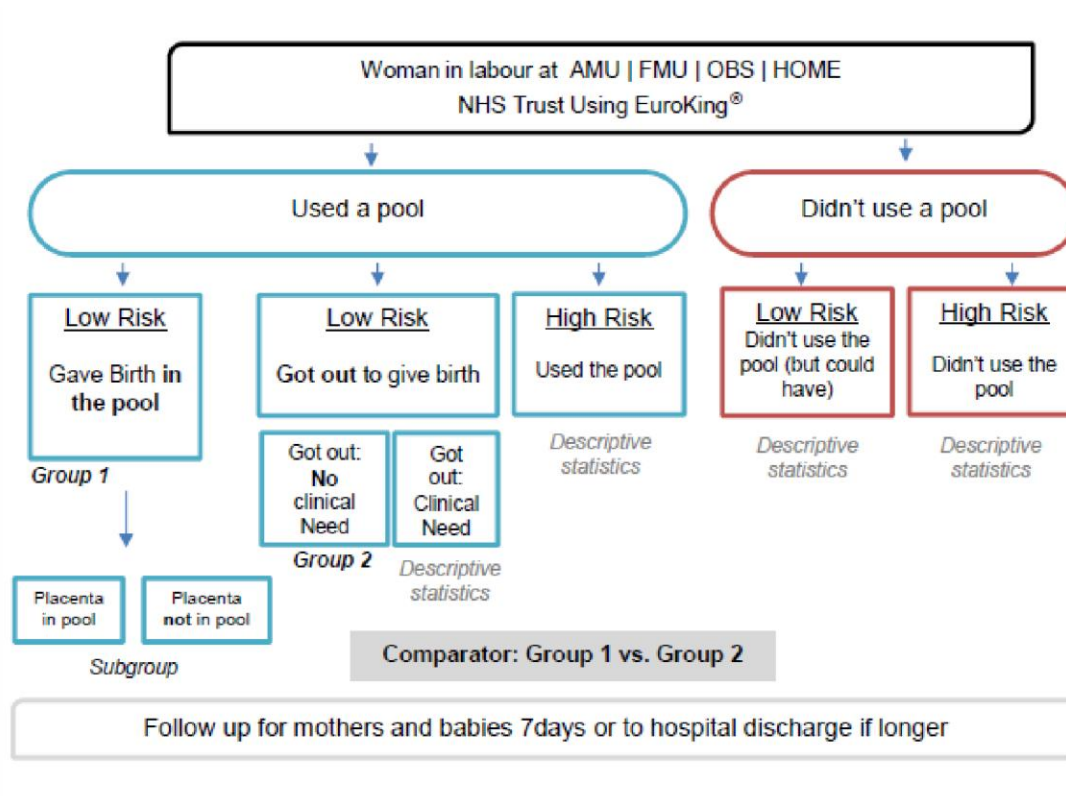 Woman in labour at AMU | FMU | OBS | HOME
NHS Trust Using EuroKing®
Used a pool
Didn't use a pool
Low Risk
Gave Birth in
the pool
Group 1
Low Risk
Got out to give birth
High Risk
Used the pool
Descriptive
statistics
Low Risk
Didn't use the
pool (but could
have)
Descriptive
statistics
High Risk
Didn't use the
pool
Descriptive
statistics
Got out:
No
clinical
Need
Group 2
Got
out:
Clinical
Need
Descriptive
statistics
Placenta
in pool
Placenta
not in pool
Subgroup
Comparator: Group 1 vs. Group 2
Follow up for mothers and babies 7days or to hospital discharge if longer